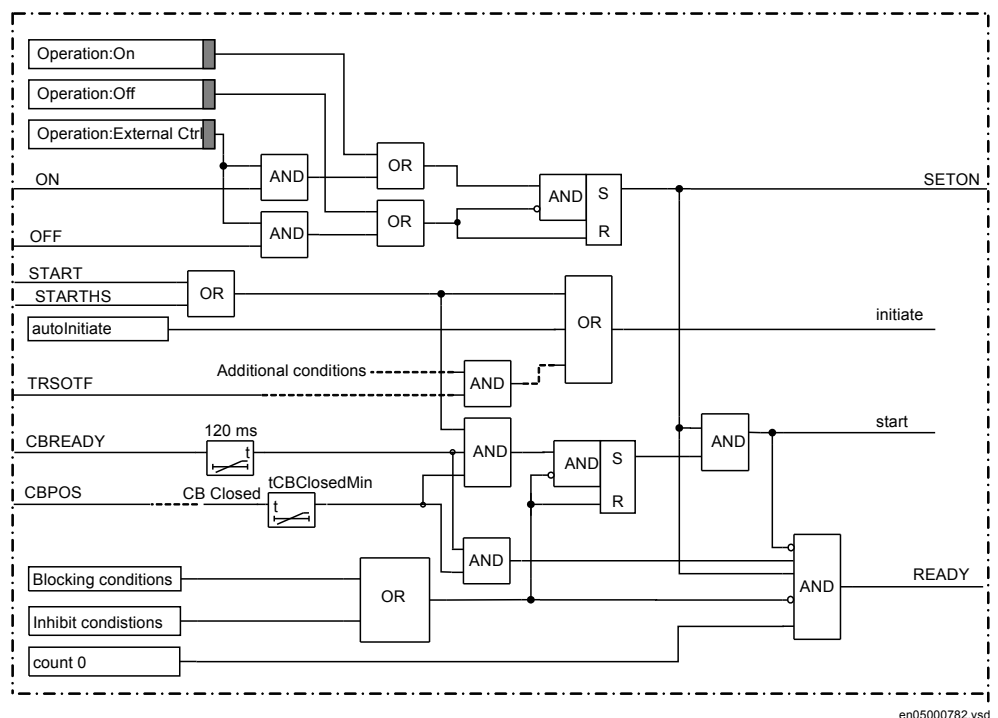 Operation:On
Operation:Off
Operation:External Ctrl
ON
AND
OR
AND
S
SETON
OFF
AND
OR
R
START
STARTHS
OR
autoInitiate
OR
initiate
Additional conditions
TRSOTF
AND
CBREADY
120 ms
t
AND
AND
S
AND
start
CBPOS
CB Closed
tCBClosedMin
t
R
Blocking conditions
OR
AND
AND
READY
Inhibit condistions
count 0
en05000782.vsd